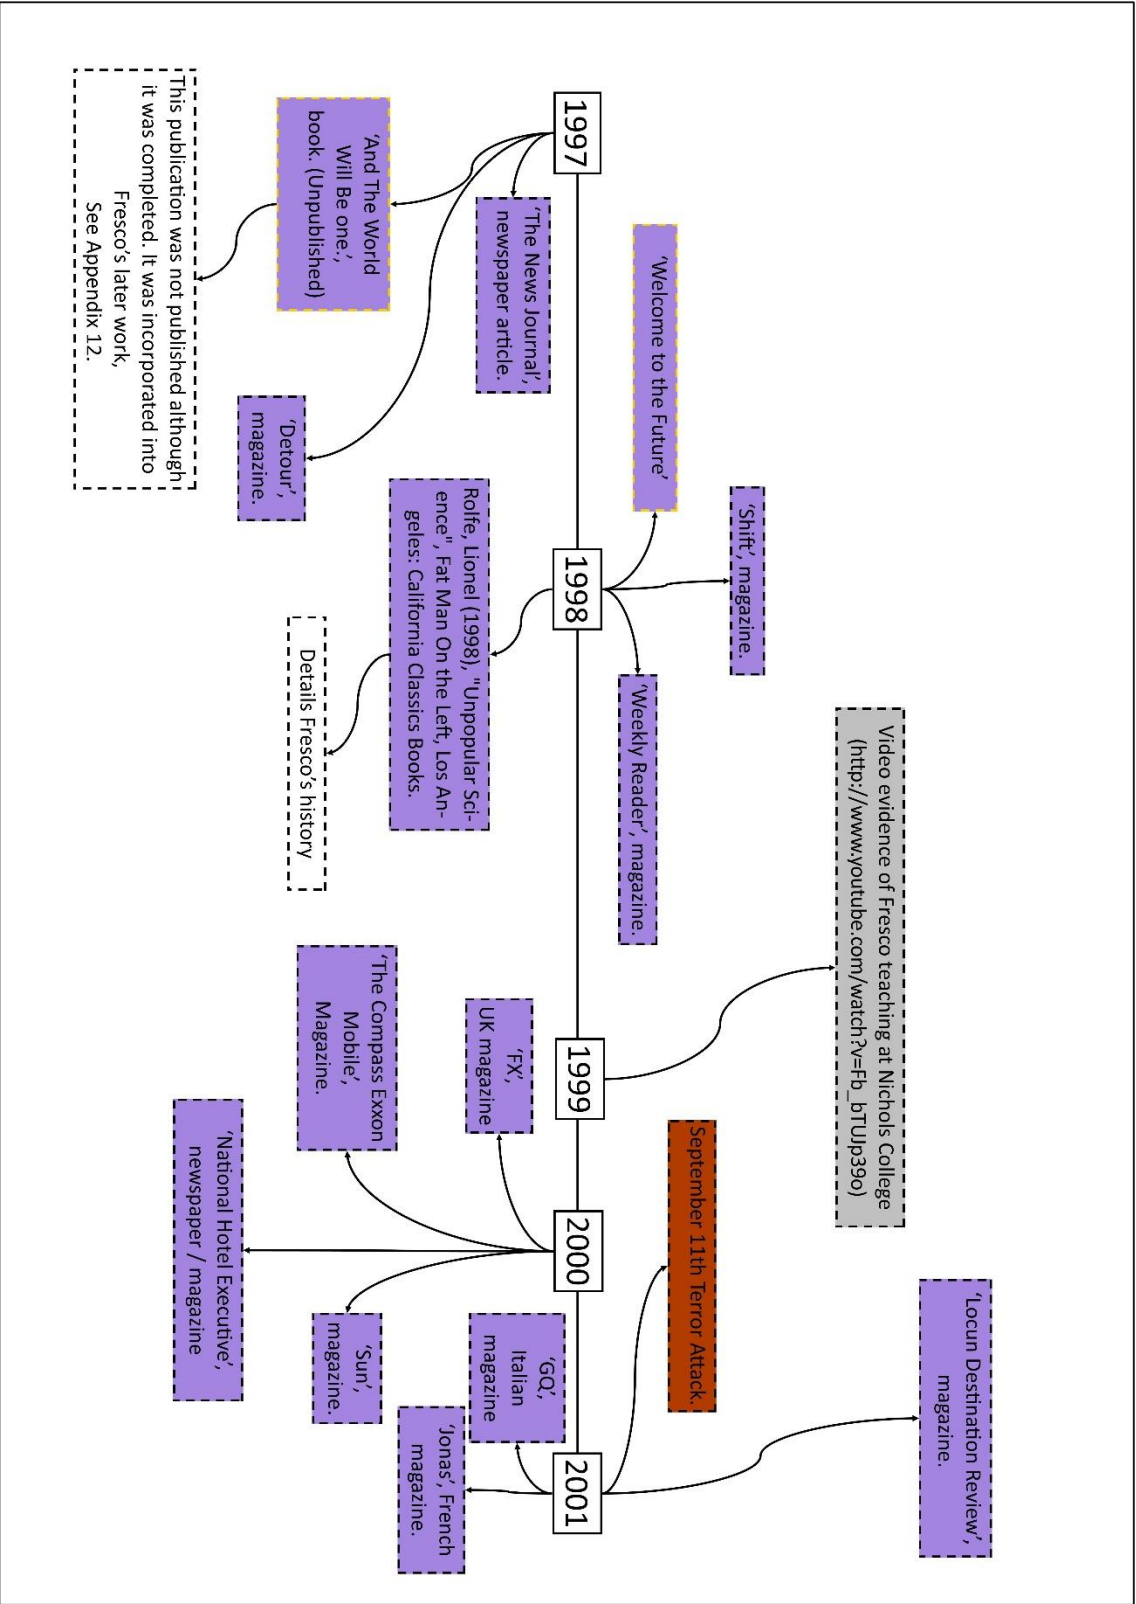 'Locun Destination Review',
magazine.
Video evidence of Fresco teaching at Nichols College
(http://www.youtube.com/watch?v=Fb_bTUJp39o)
'Shift', magazine.
September 11th Terror Attack.
'Welcome to the Future'
'Weekly Reader', magazine.
1997
1998
1999
2000
2001
'The News Journal',
newspaper article.
'FX',
UK magazine
'GQ',
Italian
magazine
Rolfe, Lionel (1998), "Unpopular Sci-
ence", Fat Man On the Left, Los An-
geles: California Classics Books.
'Jonas', French
magazine.
'And The World
Will Be one.',
book. (Unpublished)
'The Compass Exxon
Mobile',
Magazine.
'Sun',
magazine.
'Detour',
magazine.
Details Fresco's history
'National Hotel Executive',
newspaper / magazine
This publication was not published although
it was completed. It was incorporated into
Fresco's later work,
See Appendix 12.